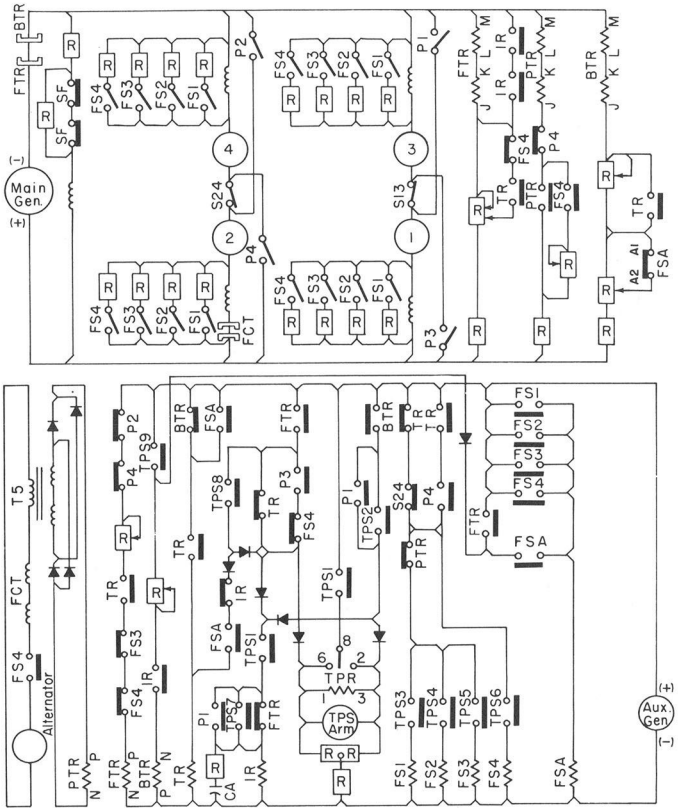 BTR
FTR
R
SF
SF
R
(-)
Main
Gen.
(+)
R
R
R
R
FS4
FS3
FS2
FS1
4
S24
2
R
R
R
R
FS4
FS3
FS2
FS1
FCT
P2
P4
FS4
FS3
FS2
FS1
R
R
R
R
3
S13
1
FS4
FS3
FS2
FS1
R
R
R
R
P1
P3
M
L
FTR
K
J
R
R
IR
IR
FS4
TR
M
L
PTR
K
J
P4
PTR
FS4
R
R
M
L
BTR
K
J
R
TR
A1
A2
FSA
R
R
T5
FCT
FS4
Alternator
PTR
P
N
P2
P4
R
TR
FS3
FS4
FTR
P
N
TPS9
R
IR
BTR
N
P
BTR
FSA
TR
TR
TPS8
IR
FSA
P1
TPS7
R
CA
TR
TPS1
FTR
IR
FTR
P3
FS4
TPS1
8
6
2
TPR
1
3
TPS
Arm
R
R
R
BTR
P1
TPS2
TR
TR
S24
P4
PTR
TPS3
TPS4
TPS5
TPS6
FS1
FS2
FS3
FS4
FS1
FS2
FS3
FS4
FTR
FSA
FSA
(+)
Aux.
Gen
(-)